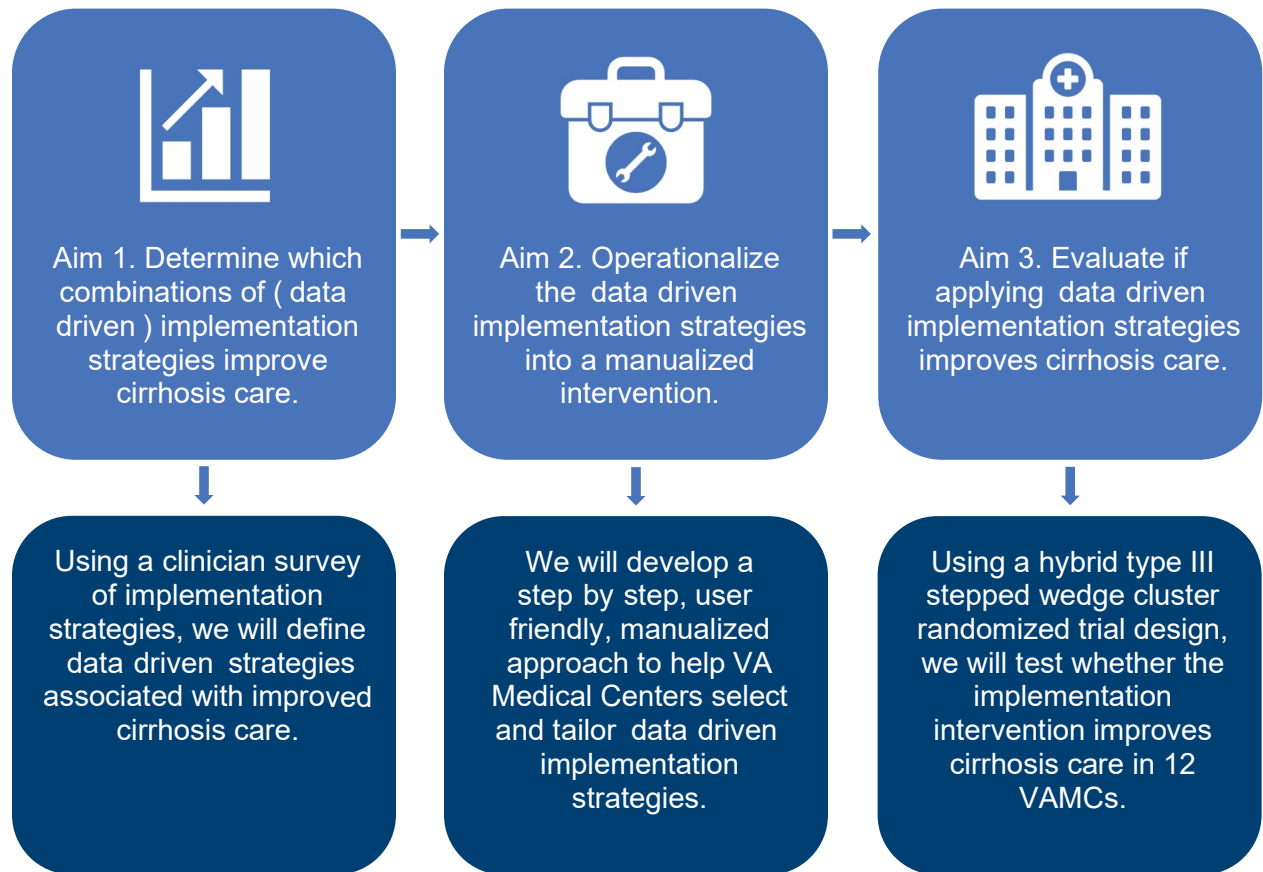 Aim 1. Determine which
combinations of ( data
driven ) implementation
strategies improve
cirrhosis care.
Aim 2. Operationalize
the data driven
implementation strategies
into a manualized
intervention.
Aim 3. Evaluate if
applying data driven
implementation strategies
improves cirrhosis care.
Using a clinician survey
of implementation
strategies, we will define
data driven strategies
associated with improved
cirrhosis care.
We will develop a
step by step, user
friendly, manualized
approach to help VA
Medical Centers select
and tailor data driven
implementation
strategies.
Using a hybrid type III
stepped wedge cluster
randomized trial design,
we will test whether the
implementation
intervention improves
cirrhosis care in 12
VAMCs.